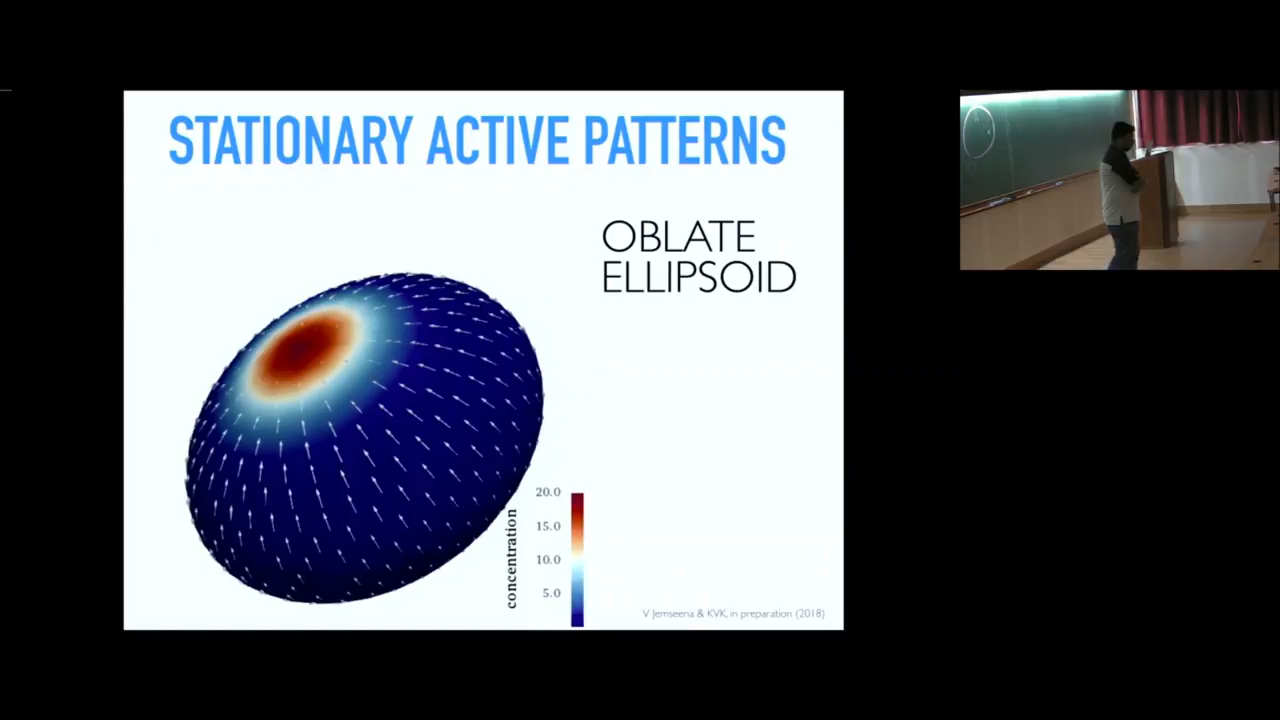 STATIONARY ACTIVE PATTERNS
OBLATE
ELLIPSOID
20.0
15.0
10.0
5.0
concentration
V Jemseena & KVK, in preparation (2018)